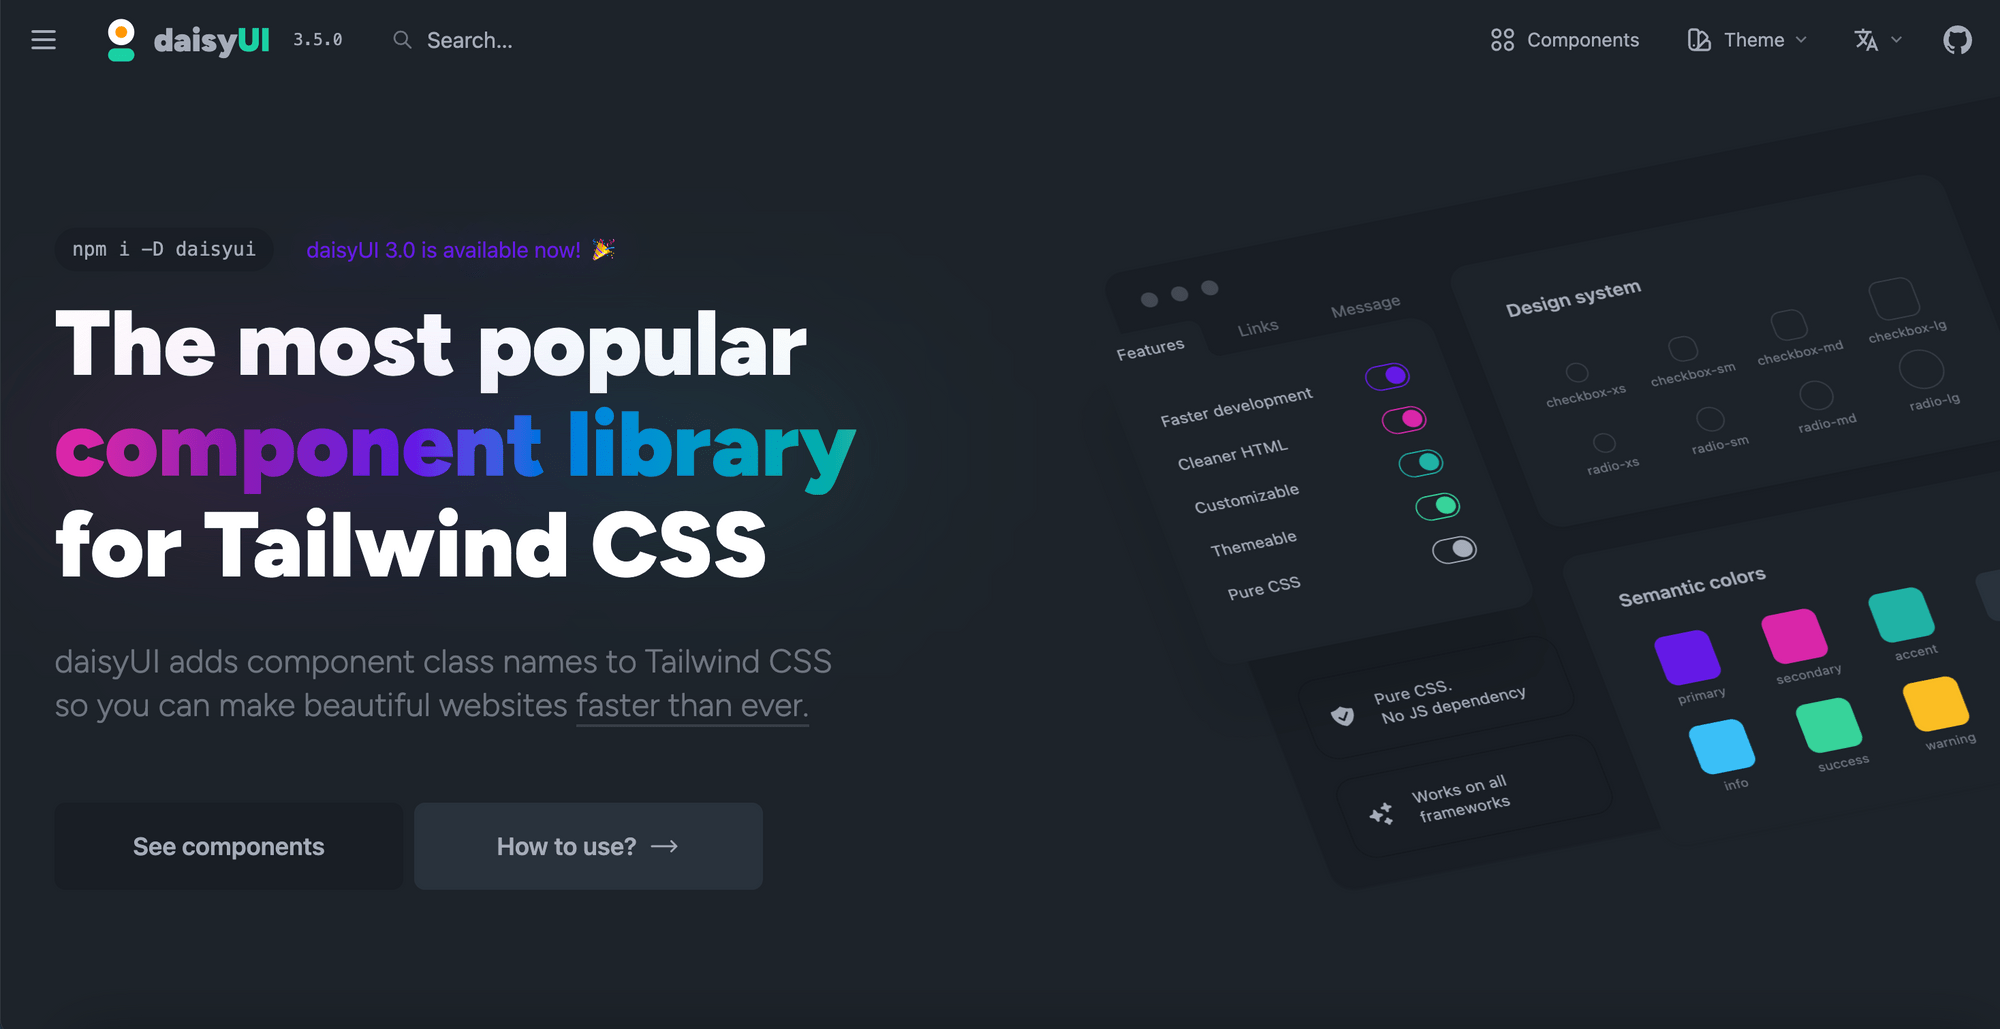 daisyUI 3.5.0
Search...
Components
Theme
npm i -D daisyui
daisyUI 3.0 is available now! 🎉
The most popular
component library
for Tailwind CSS
daisyUI adds component class names to Tailwind CSS
so you can make beautiful websites faster than ever.
See components
How to use? →
Features
Links
Message
Faster development
Cleaner HTML
Customizable
Themeable
Pure CSS
Design system
checkbox-xs
checkbox-sm
checkbox-md
checkbox-lg
radio-xs
radio-sm
radio-md
radio-lg
Pure CSS.
No JS dependency
Works on all
frameworks
Semantic colors
primary
secondary
accent
info
success
warning